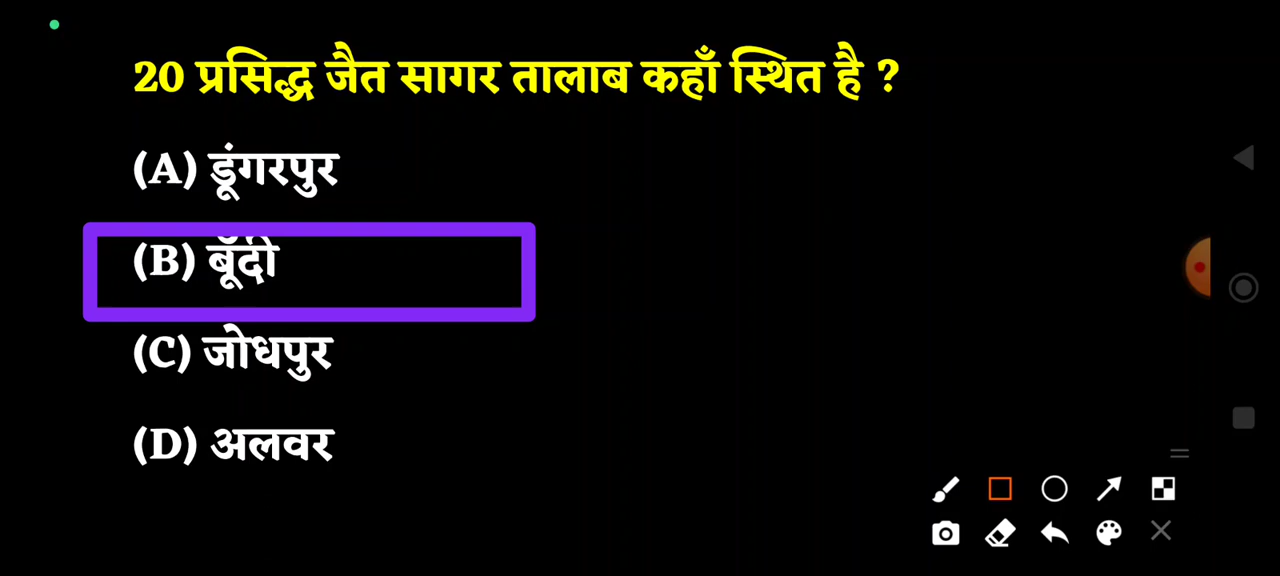 20 प्रसिद्ध जैत सागर तालाब कहाँ स्थित है ?
(A) डूंगरपुर
(B) बूँदी
(C) जोधपुर
(D) अलवर